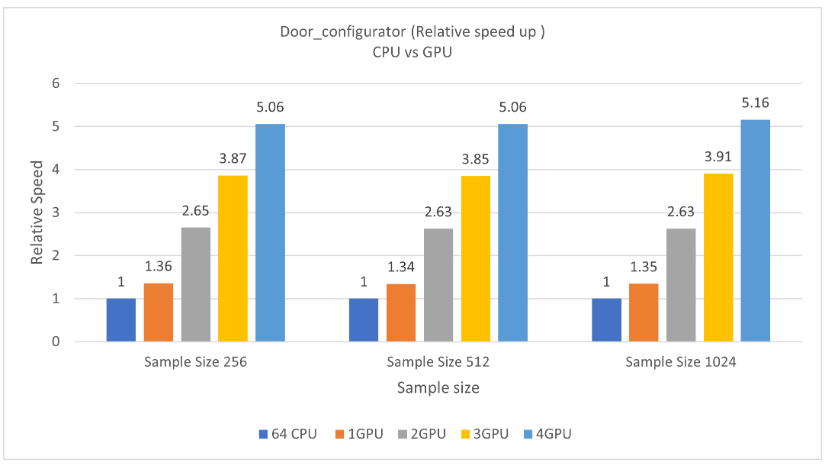 Door_configurator (Relative speed up )
CPU vs GPU
Relative Speed
6
5
4
3
2
1
0
1
1.36
2.65
3.87
5.06
1
1.34
2.63
3.85
5.06
1
1.35
2.63
3.91
5.16
Sample Size 256
Sample Size 512
Sample Size 1024
Sample size
64 CPU
1GPU
2GPU
3GPU
4GPU